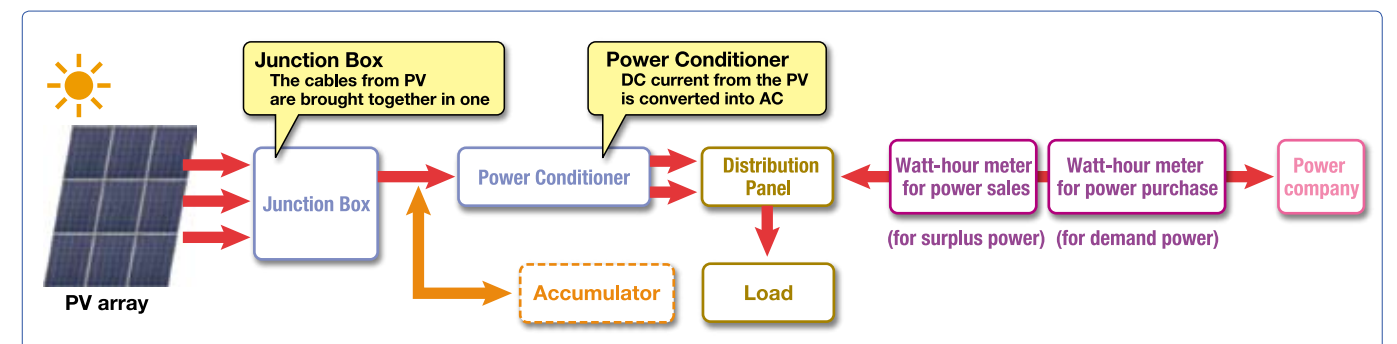 Junction Box
The cables from PV
are brought together in one
Power Conditioner
DC current from the PV
is converted into AC
PV array
Junction Box
Power Conditioner
Distribution
Panel
Watt-hour meter
for power sales
(for surplus power)
Watt-hour meter
for power purchase
(for demand power)
Power
company
Accumulator
Load